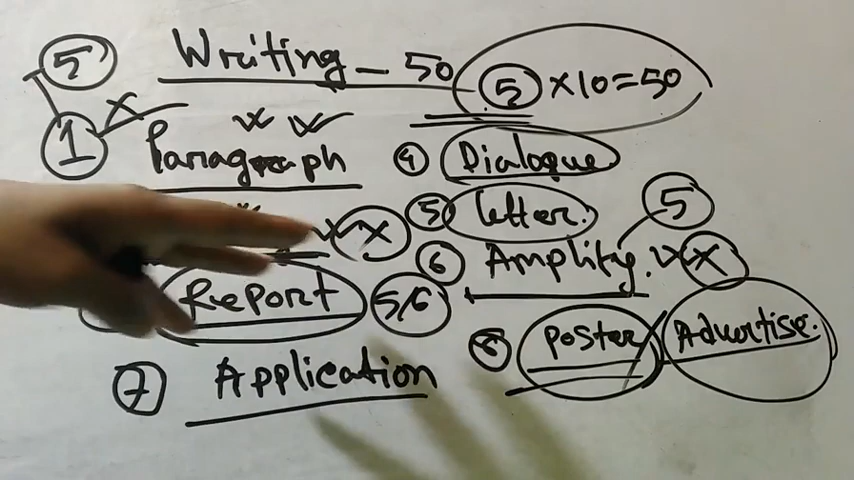 5 Writing - 50 5 x10=50
1 x Paragraph 4 Dialogue
5 letter. 5
x 6 Amplify. x
Report 5/6 8 Poster / Advertise.
7 Application